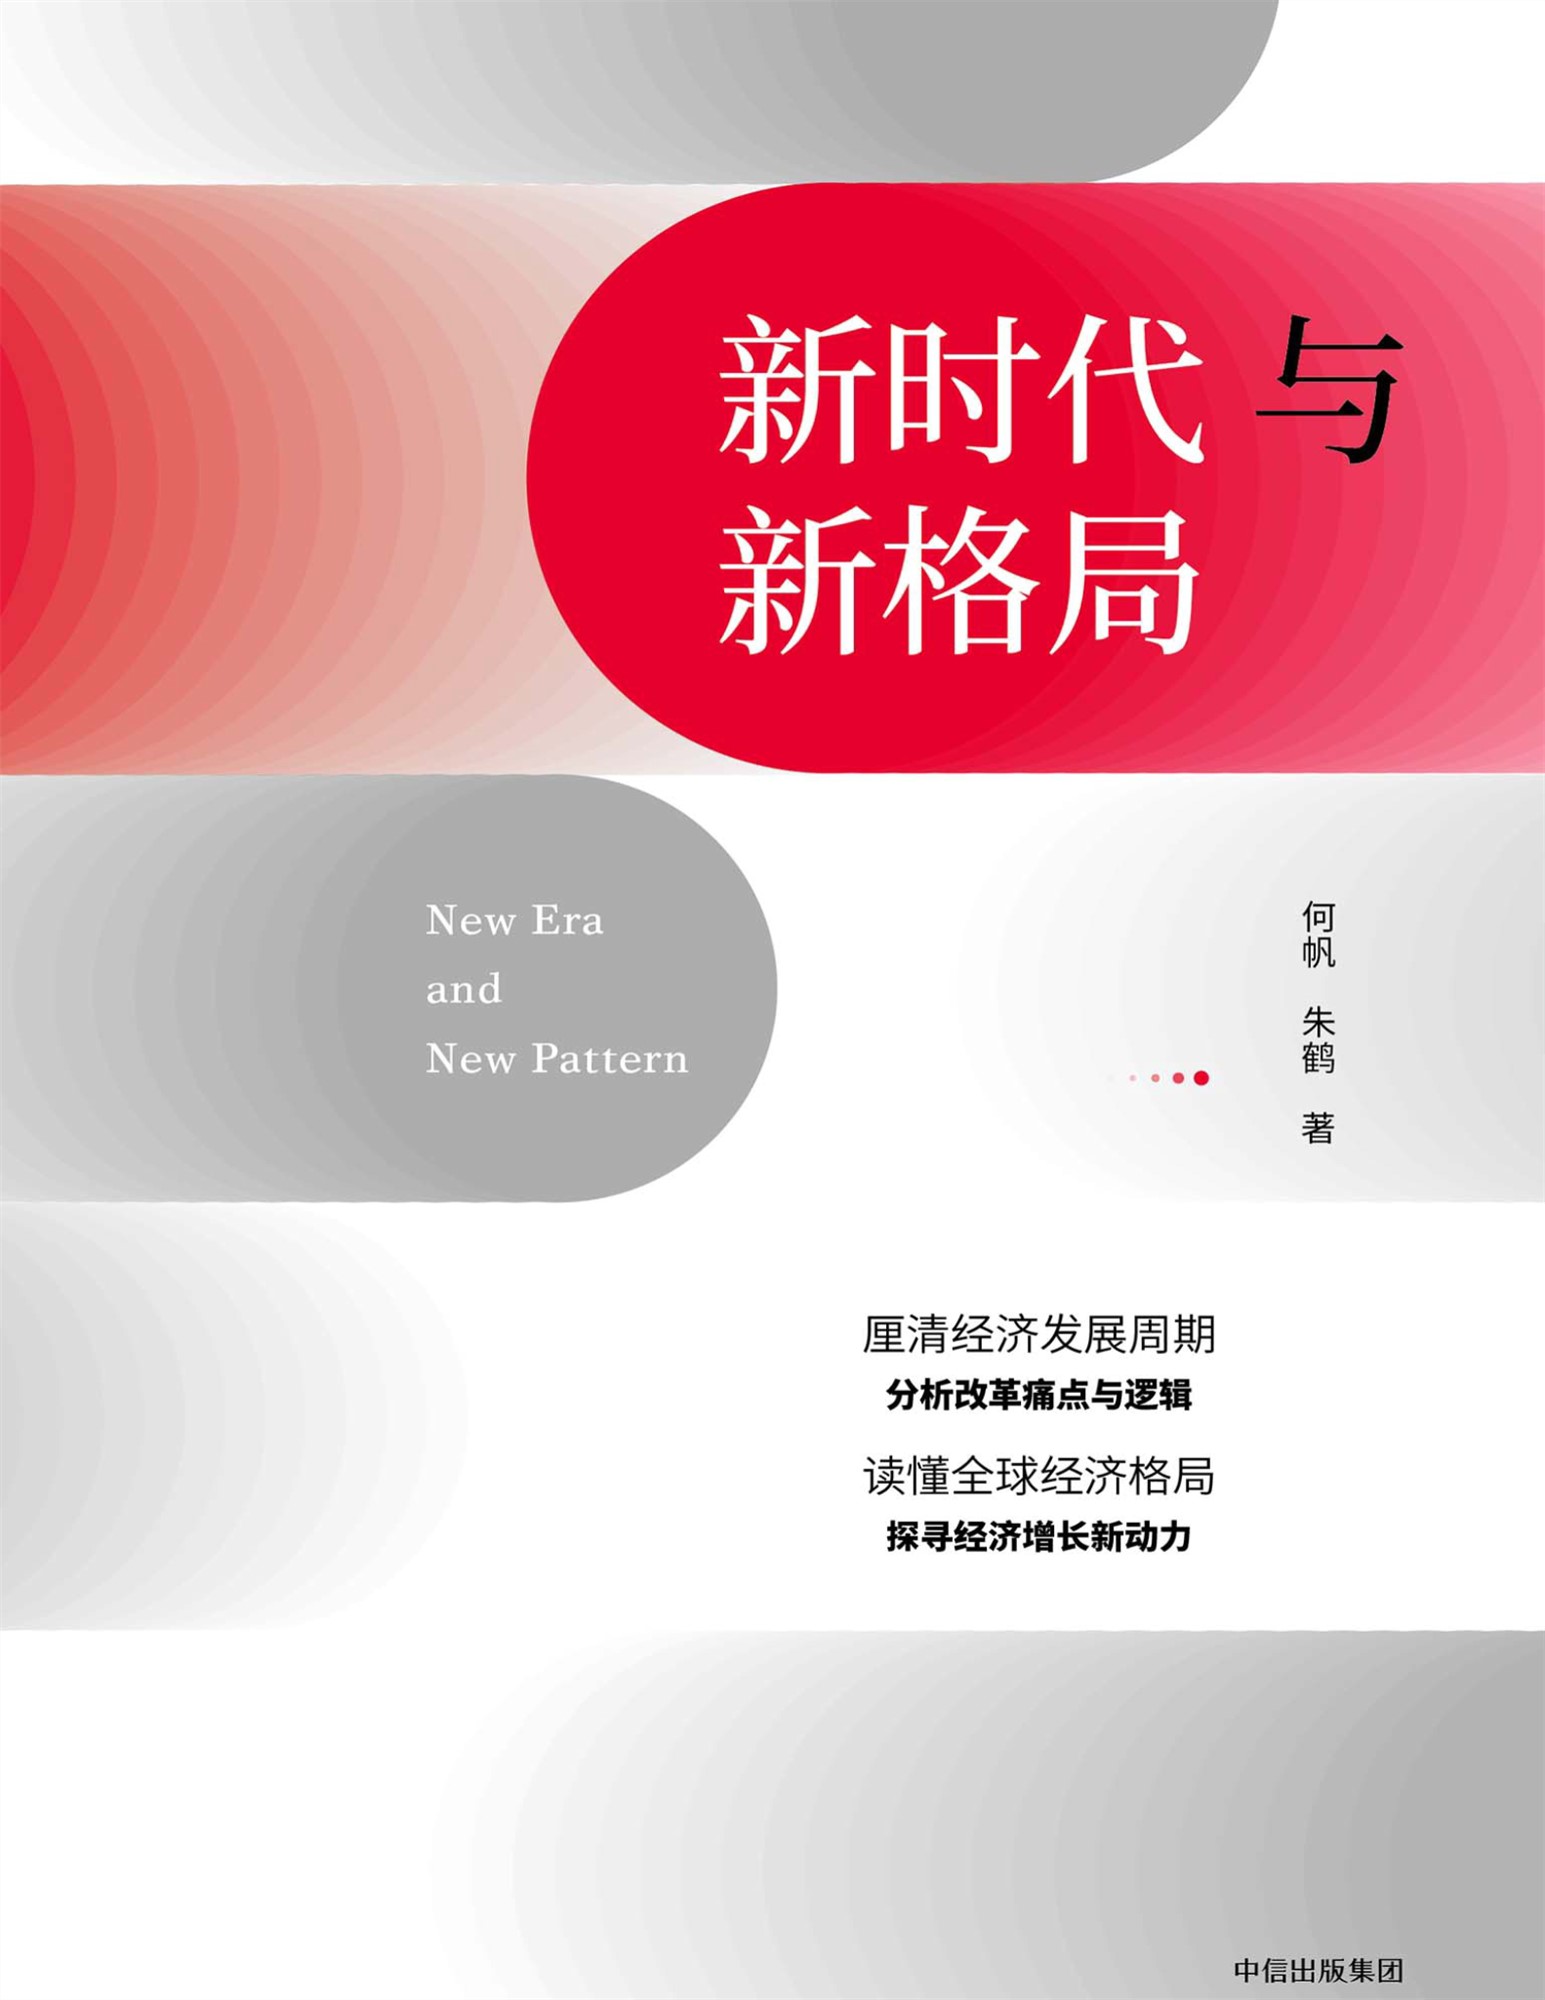 新时代与
新格局
New Era
and
New Pattern
何帆 朱鹤 著
厘清经济发展周期
分析改革痛点与逻辑
读懂全球经济格局
探寻经济增长新动力
中信出版集团